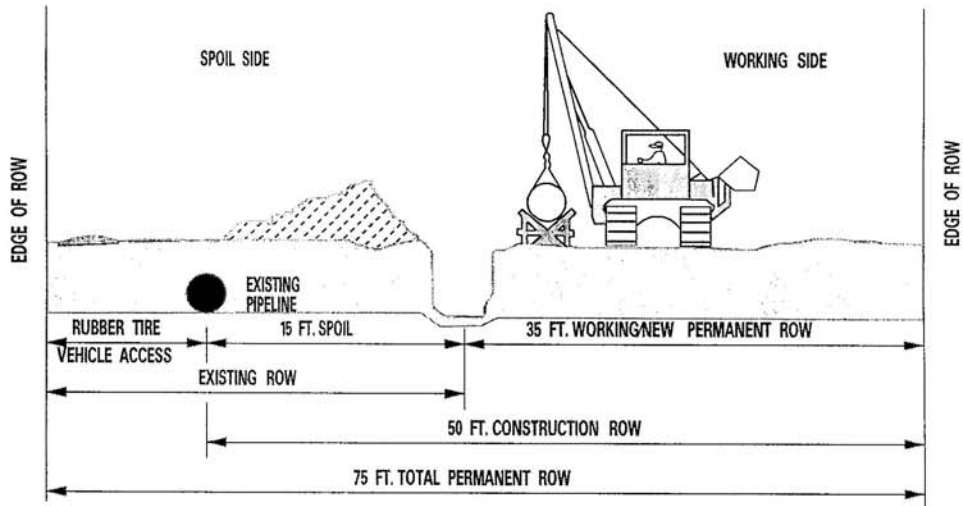 SPOIL SIDE
WORKING SIDE
EDGE OF ROW
EDGE OF ROW
EXISTING
PIPELINE
RUBBER TIRE
VEHICLE ACCESS
15 FT. SPOIL
35 FT. WORKING/NEW PERMANENT ROW
EXISTING ROW
50 FT. CONSTRUCTION ROW
75 FT. TOTAL PERMANENT ROW